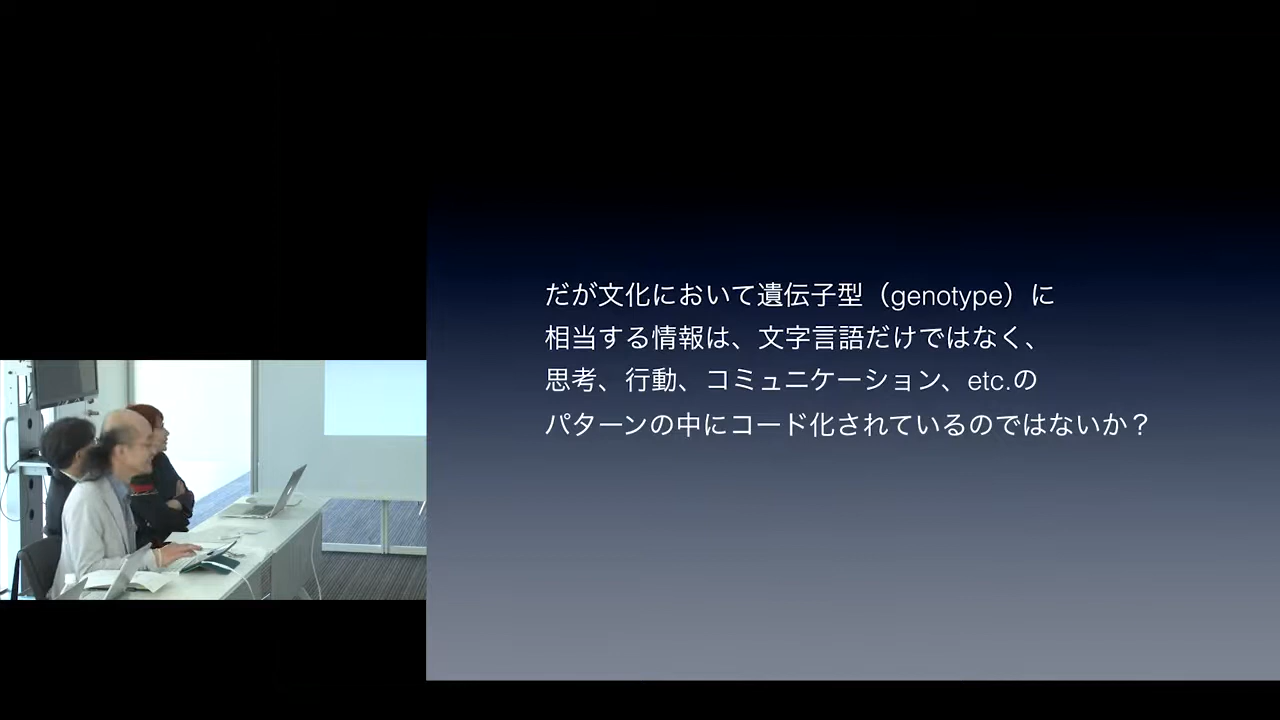 だが文化において遺伝子型（genotype）に
相当する情報は、文字言語だけではなく、
思考、行動、コミュニケーション、etc.の
パターンの中にコード化されているのではないか？